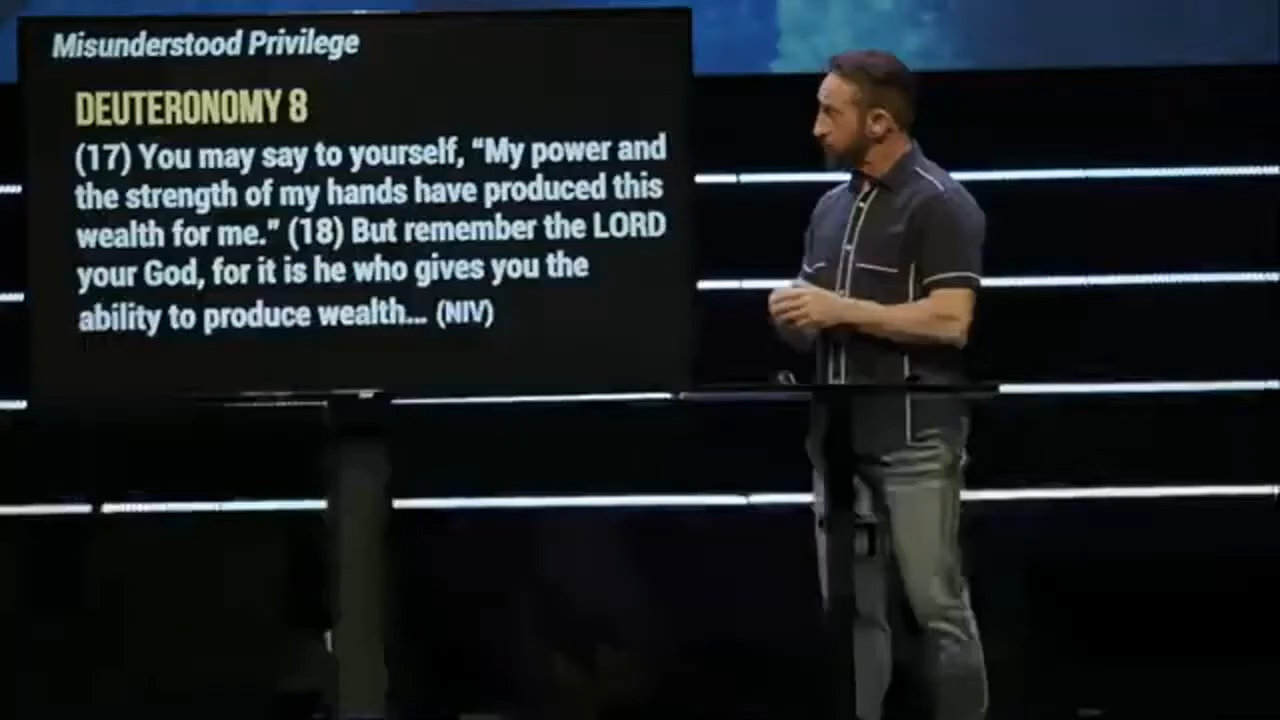 Misunderstood Privilege
DEUTERONOMY 8
(17) You may say to yourself, “My power and
the strength of my hands have produced this
wealth for me.” (18) But remember the LORD
your God, for it is he who gives you the
ability to produce wealth... (NIV)